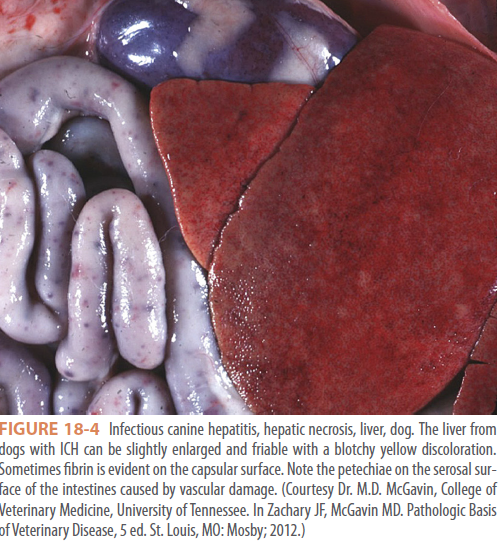 FIGURE 18-4 Infectious canine hepatitis, hepatic necrosis, liver, dog. The liver from
dogs with ICH can be slightly enlarged and friable with a blotchy yellow discoloration.
Sometimes fibrin is evident on the capsular surface. Note the petechiae on the serosal sur-
face of the intestines caused by vascular damage. (Courtesy Dr. M.D. McGavin, College of
Veterinary Medicine, University of Tennessee. In Zachary JF, McGavin MD. Pathologic Basis
of Veterinary Disease, 5 ed. St. Louis, MO: Mosby; 2012.)